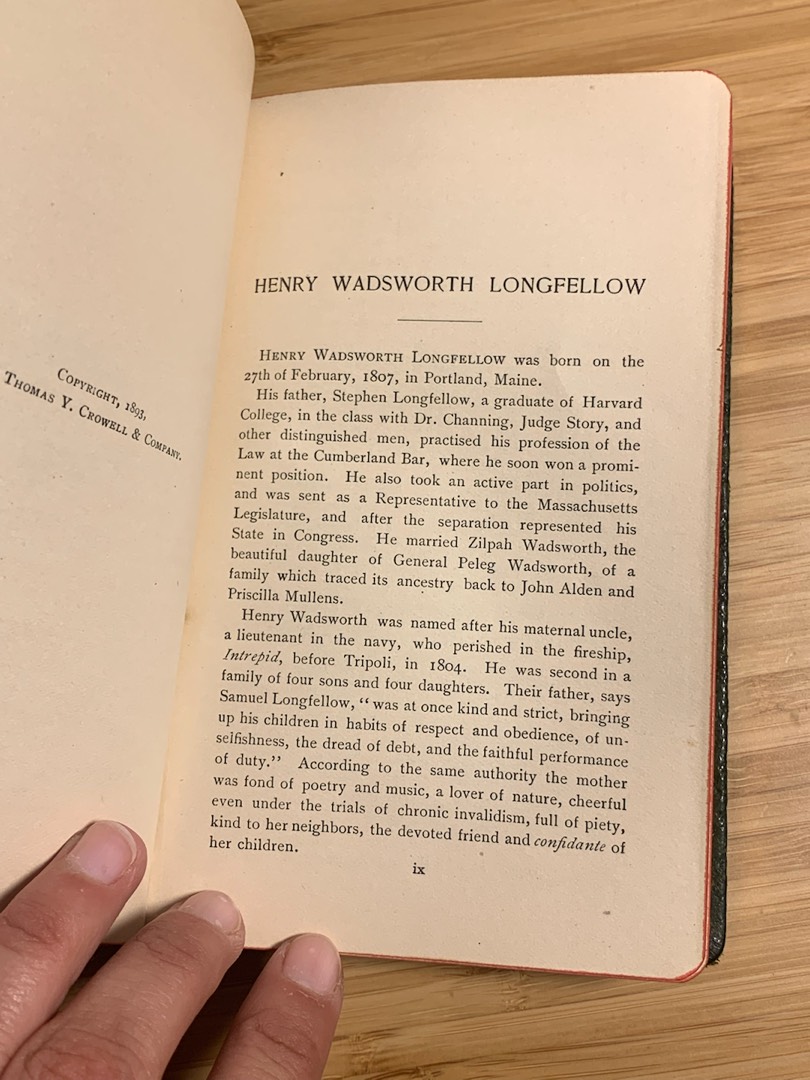 Copyright, 1893,
Thomas Y. Crowell & Company.
HENRY WADSWORTH LONGFELLOW
Henry Wadsworth Longfellow was born on the
27th of February, 1807, in Portland, Maine.
His father, Stephen Longfellow, a graduate of Harvard
College, in the class with Dr. Channing, Judge Story, and
other distinguished men, practised his profession of the
Law at the Cumberland Bar, where he soon won a promi-
nent position. He also took an active part in politics,
and was sent as a Representative to the Massachusetts
Legislature, and after the separation represented his
State in Congress. He married Zilpah Wadsworth, the
beautiful daughter of General Peleg Wadsworth, of a
family which traced its ancestry back to John Alden and
Priscilla Mullens.
Henry Wadsworth was named after his maternal uncle,
a lieutenant in the navy, who perished in the fireship,
Intrepid, before Tripoli, in 1804. He was second in a
family of four sons and four daughters. Their father, says
Samuel Longfellow, “was at once kind and strict, bringing
up his children in habits of respect and obedience, of un-
selfishness, the dread of debt, and the faithful performance
of duty.” According to the same authority the mother
was fond of poetry and music, a lover of nature, cheerful
even under the trials of chronic invalidism, full of piety,
kind to her neighbors, the devoted friend and confidante of
her children.
ix